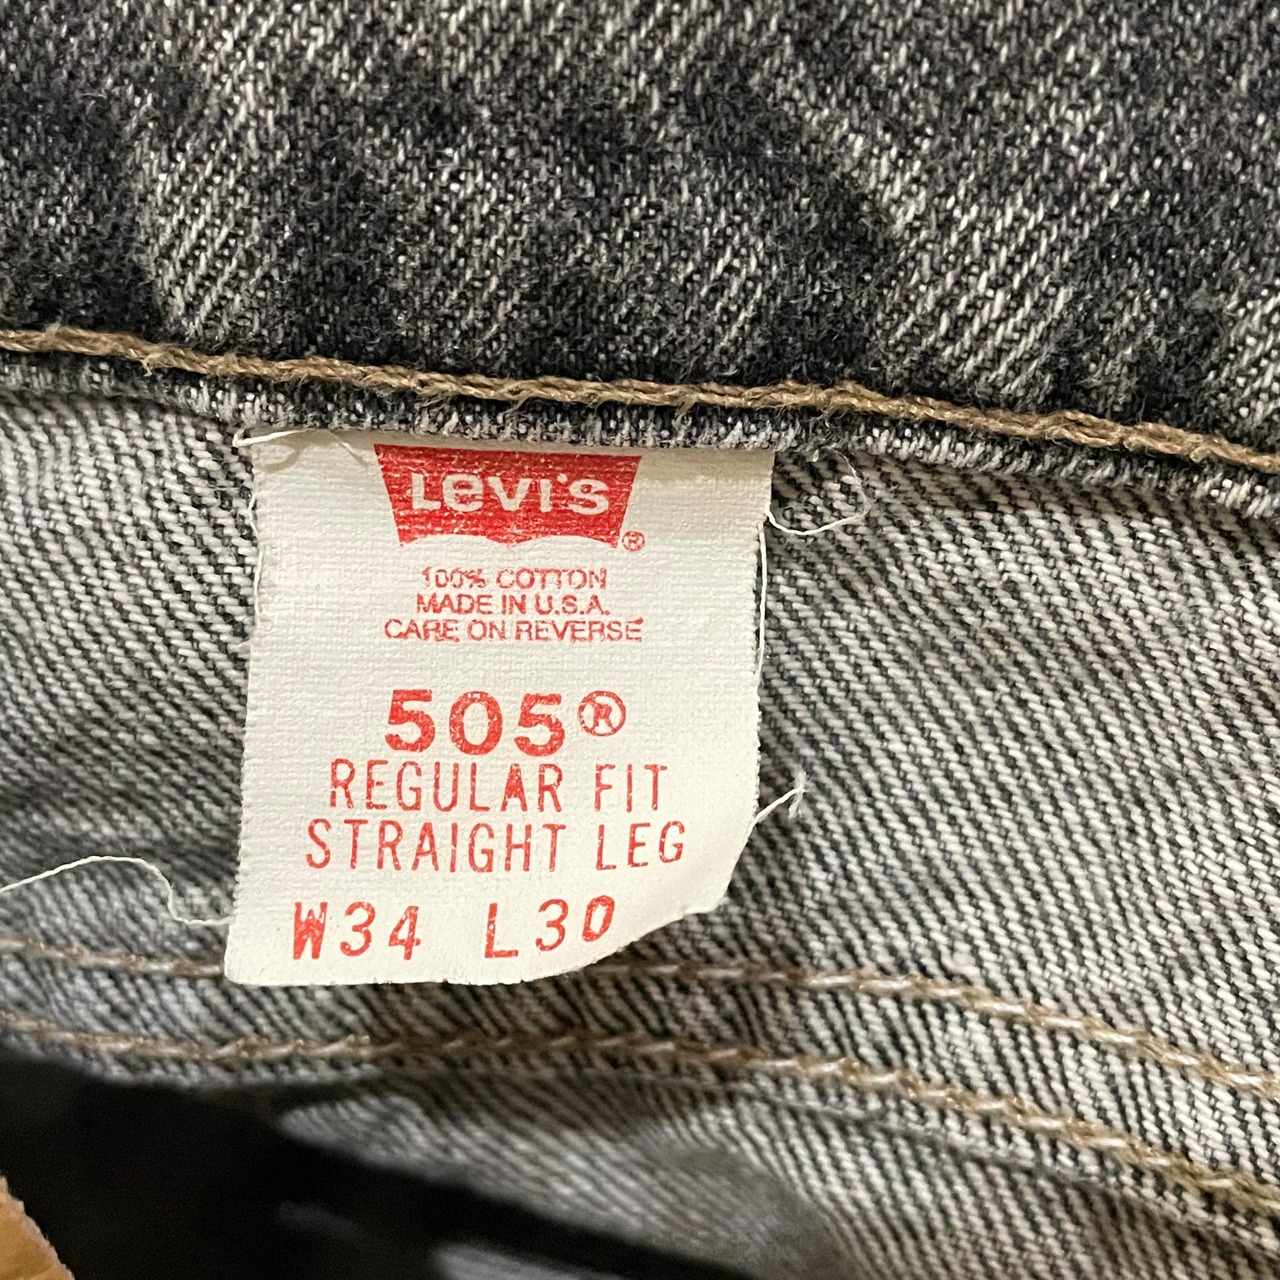 Levi's®
100% COTTON
MADE IN U.S.A.
CARE ON REVERSE
505®
REGULAR FIT
STRAIGHT LEG
W34 L30